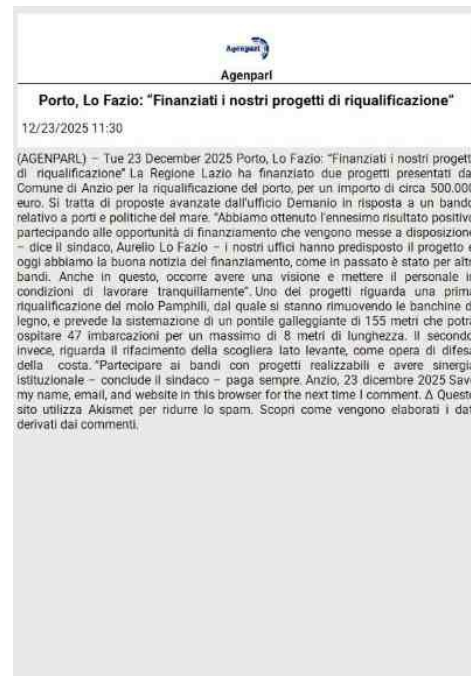 Agenparl
Agenparl
Porto, Lo Fazio: “Finanziati i nostri progetti di riqualificazione”
12/23/2025 11:30
(AGENPARL) – Tue 23 December 2025 Porto, Lo Fazio: “Finanziati i nostri progetti
di riqualificazione” La Regione Lazio ha finanziato due progetti presentati dal
Comune di Anzio per la riqualificazione del porto, per un importo di circa 500.000
euro. Si tratta di proposte avanzate dall'ufficio Demanio in risposta a un bando
relativo a porti e politiche del mare. “Abbiamo ottenuto l'ennesimo risultato positivo
partecipando alle opportunità di finanziamento che vengono messe a disposizione
– dice il sindaco, Aurelio Lo Fazio – i nostri uffici hanno predisposto il progetto e
oggi abbiamo la buona notizia del finanziamento, come in passato è stato per altri
bandi. Anche in questo, occorre avere una visione e mettere il personale in
condizioni di lavorare tranquillamente”. Uno dei progetti riguarda una prima
riqualificazione del molo Pamphili, dal quale si stanno rimuovendo le banchine di
legno, e prevede la sistemazione di un pontile galleggiante di 155 metri che potrà
ospitare 47 imbarcazioni per un massimo di 8 metri di lunghezza. Il secondo,
invece, riguarda il rifacimento della scogliera lato levante, come opera di difesa
della costa. “Partecipare ai bandi con progetti realizzabili e avere sinergia
istituzionale – conclude il sindaco – paga sempre. Anzio, 23 dicembre 2025 Save
my name, email, and website in this browser for the next time I comment. Δ Questo
sito utilizza Akismet per ridurre lo spam. Scopri come vengono elaborati i dati
derivati dai commenti.